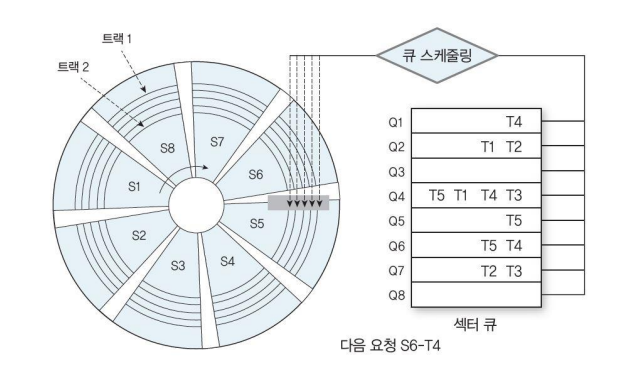 트랙 1
트랙 2
큐 스케줄링
S8
S7
S1
S6
S2
S5
S3
S4
Q1 T4
Q2 T1 T2
Q3
Q4 T5 T1 T4 T3
Q5 T5
Q6 T5 T4
Q7 T2 T3
Q8
섹터 큐
다음 요청 S6-T4